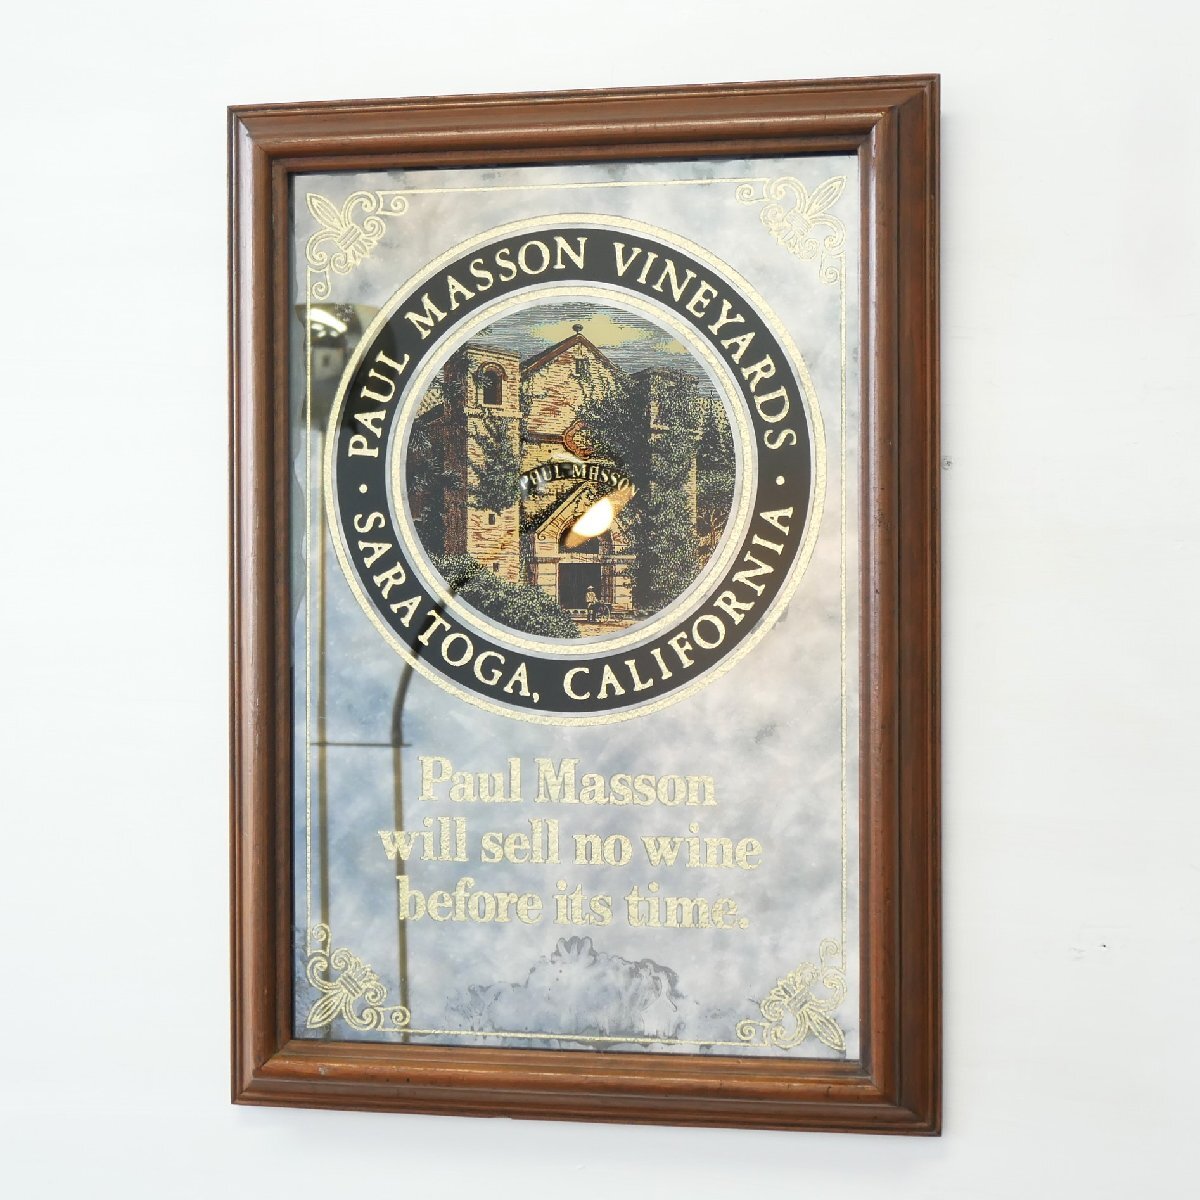 PAUL MASSON VINEYARDS
PAUL MASSON
· SARATOGA, CALIFORNIA ·
Paul Masson
will sell no wine
before its time.